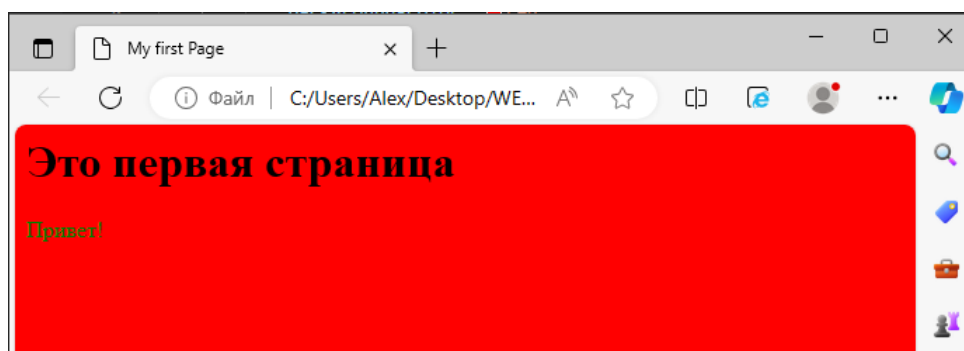 My first Page
Файл
C:/Users/Alex/Desktop/WE...
Это первая страница
Привет!